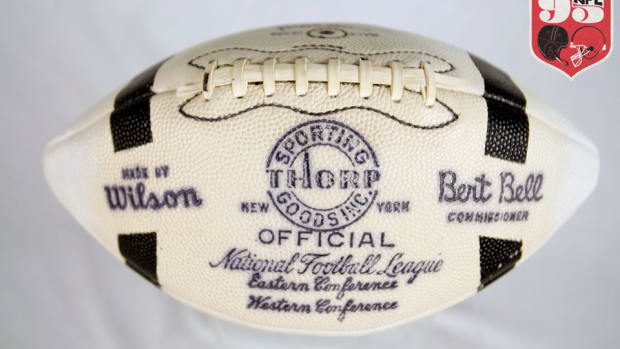 NFL
95
MADE BY
Wilson
SPORTING
THORP
GOODS INC.
NEW YORK
OFFICIAL
National Football League
Eastern Conference
Western Conference
Bert Bell
COMMISSIONER